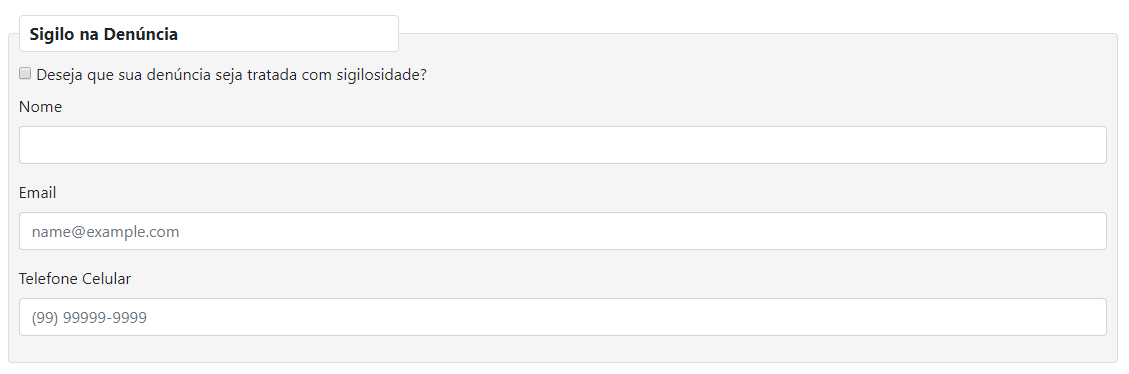 Sigilo na Denúncia
Deseja que sua denúncia seja tratada com sigilosidade?
Nome
Email
name@example.com
Telefone Celular
(99) 99999-9999